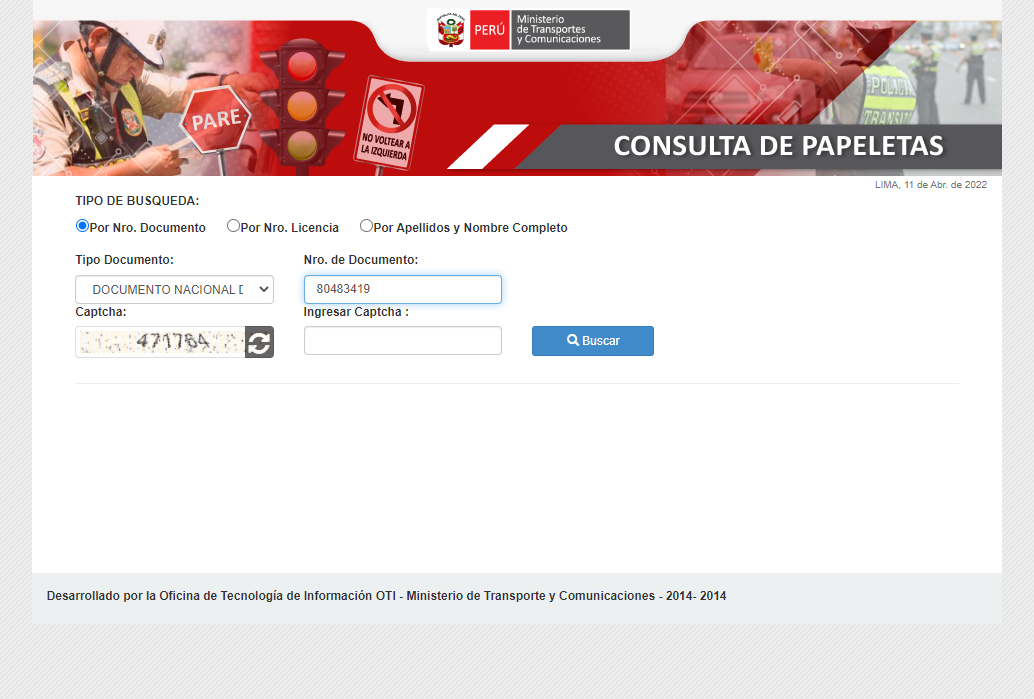 PERÚ
Ministerio
de Transportes
y Comunicaciones
PARE
NO VOLTEAR A
LA IZQUIERDA
POLICIA
TRANSITO
CONSULTA DE PAPELETAS
LIMA, 11 de Abr. de 2022
TIPO DE BUSQUEDA:
Por Nro. Documento Por Nro. Licencia Por Apellidos y Nombre Completo
Tipo Documento: Nro. de Documento:
DOCUMENTO NACIONAL D 80483419
Captcha: Ingresar Captcha :
471784 Buscar
Desarrollado por la Oficina de Tecnología de Información OTI - Ministerio de Transporte y Comunicaciones - 2014- 2014